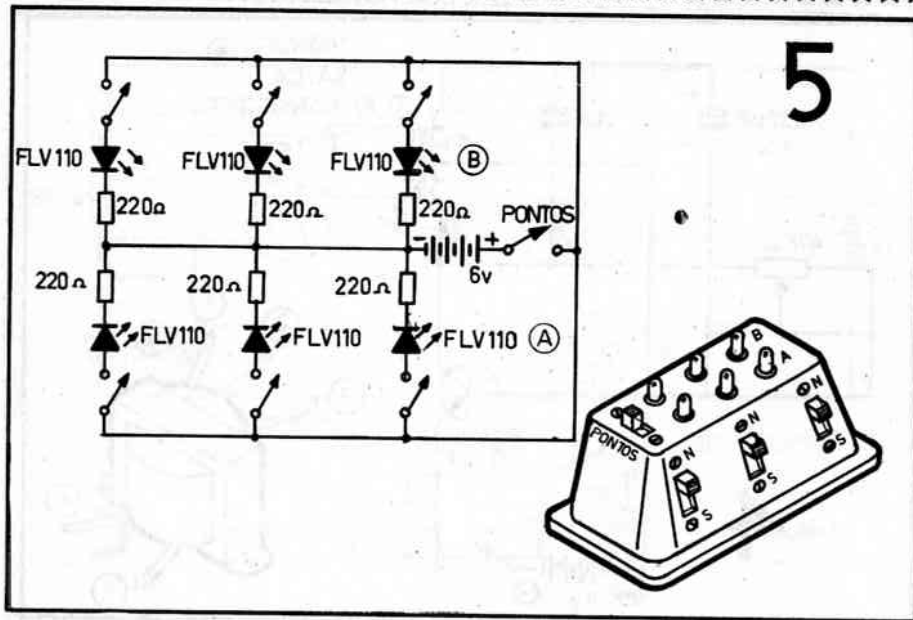 5
FLV110 FLV110 FLV110 B
220Ω 220Ω 220Ω PONTOS
- +
6v
220Ω 220Ω 220Ω
FLV110 FLV110 FLV110 A
B
A
N
N
N
PONTOS
S
S
S